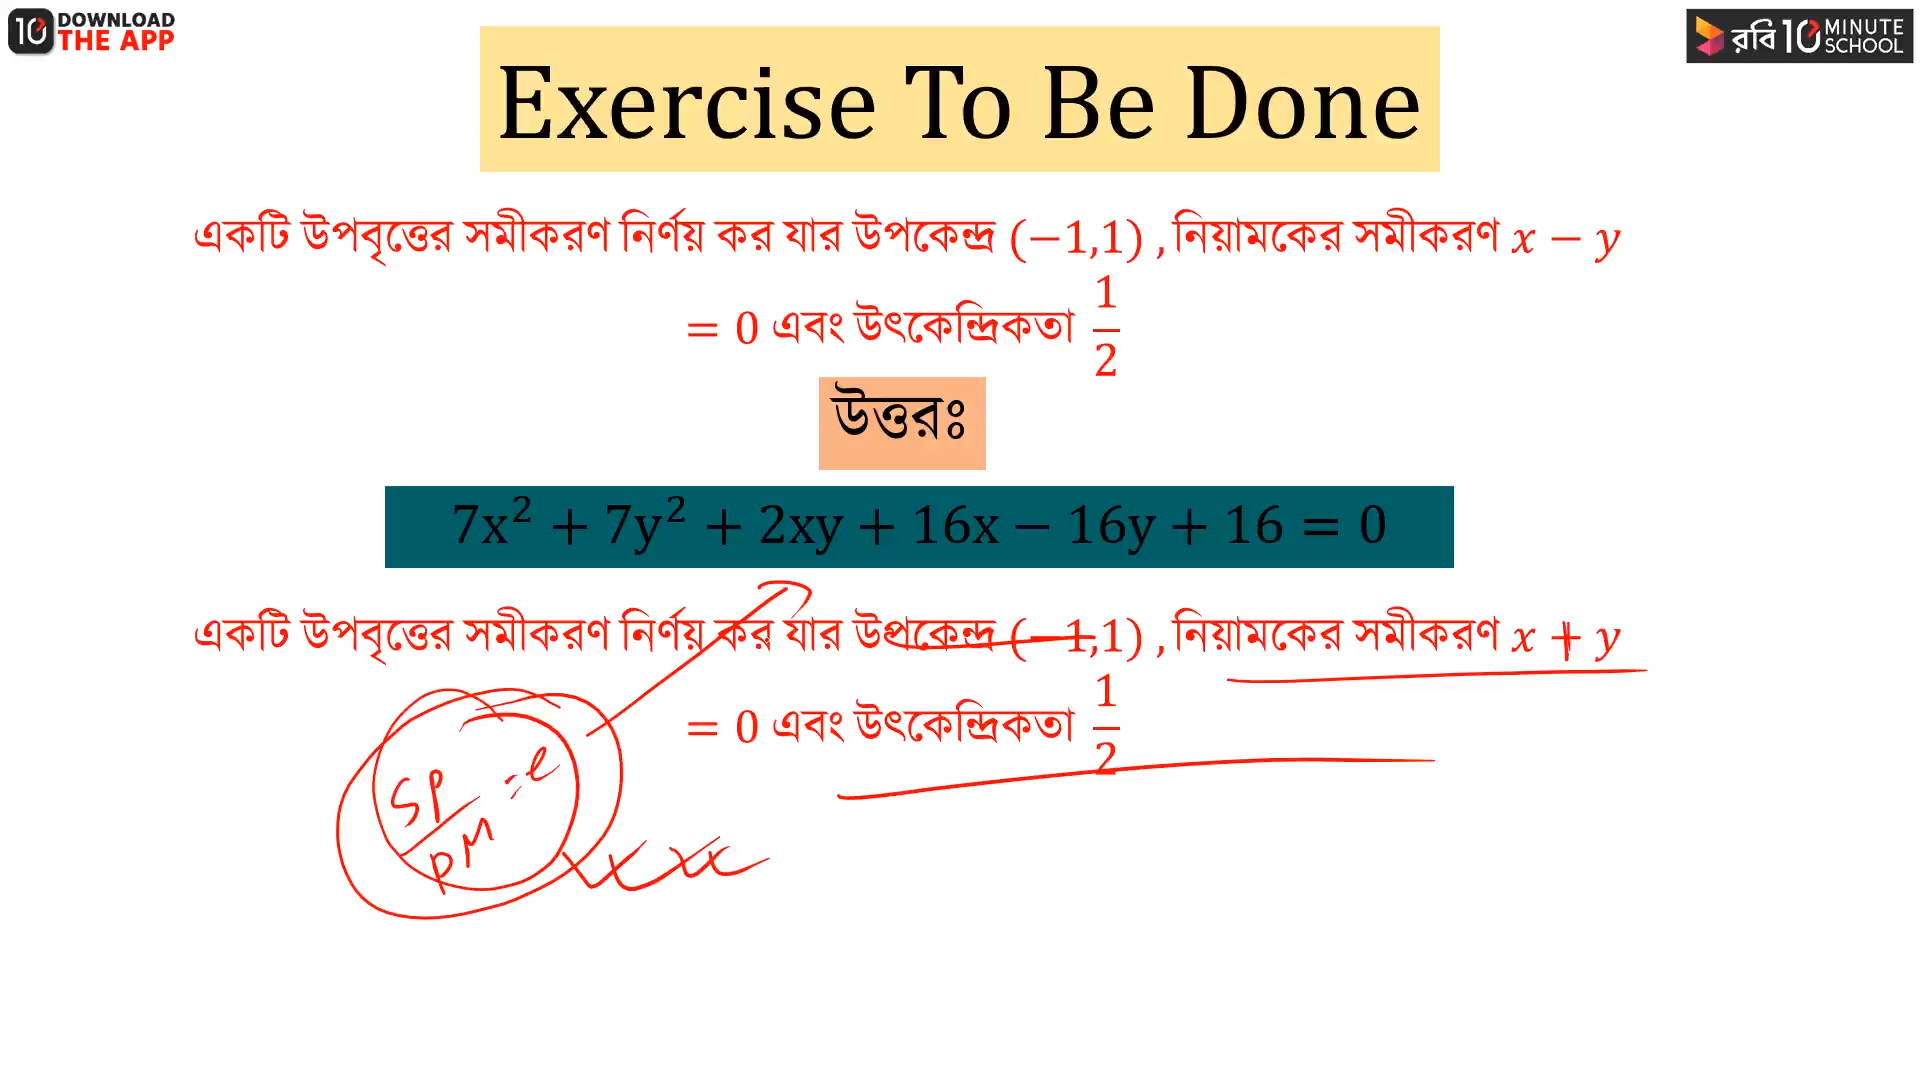 DOWNLOAD
THE APP
রবি 10 MINUTE SCHOOL
Exercise To Be Done
একটি উপবৃত্তের সমীকরণ নির্ণয় কর যার উপকেন্দ্র (−1,1) ,নিয়ামকের সমীকরণ x − y
= 0 এবং উৎকেন্দ্রিকতা 1/2
উত্তরঃ
7x² + 7y² + 2xy + 16x − 16y + 16 = 0
একটি উপবৃত্তের সমীকরণ নির্ণয় কর যার উপকেন্দ্র (−1,1) ,নিয়ামকের সমীকরণ x + y
= 0 এবং উৎকেন্দ্রিকতা 1/2
SP/PM = e